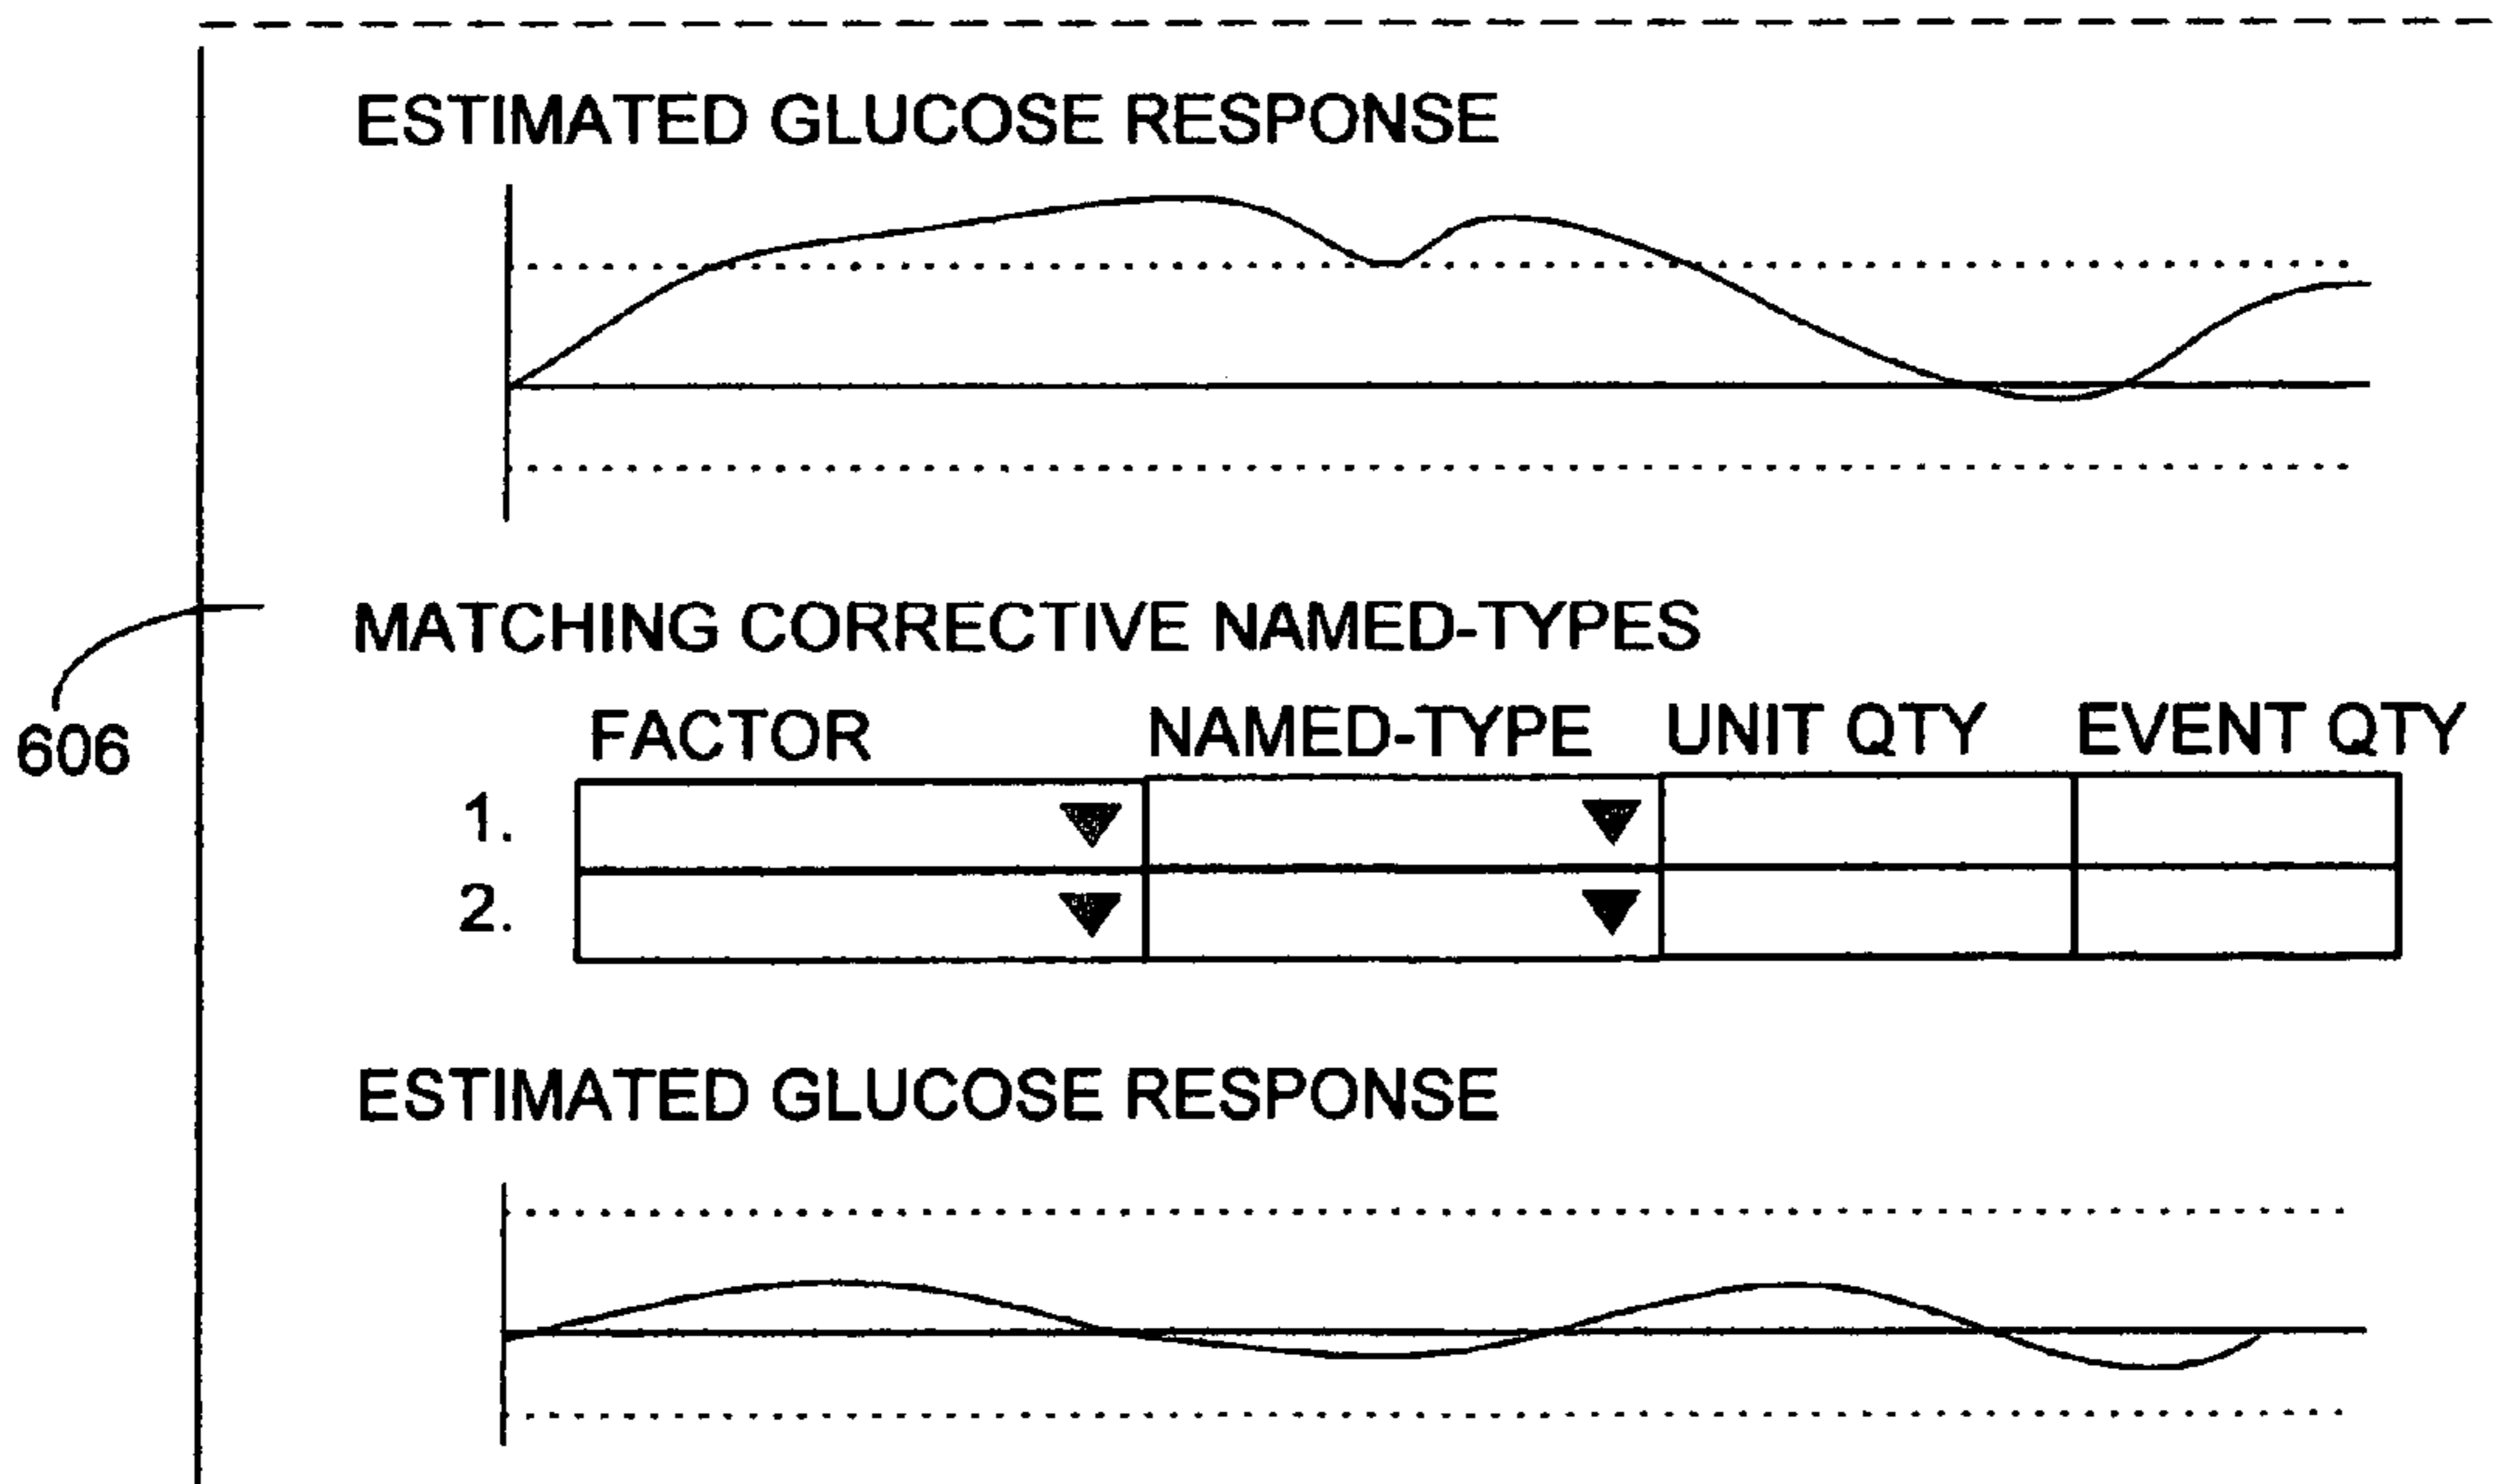 ESTIMATED GLUCOSE RESPONSE
MATCHING CORRECTIVE NAMED-TYPES
606
FACTOR NAMED-TYPE UNIT QTY EVENT QTY
1.
2.
ESTIMATED GLUCOSE RESPONSE